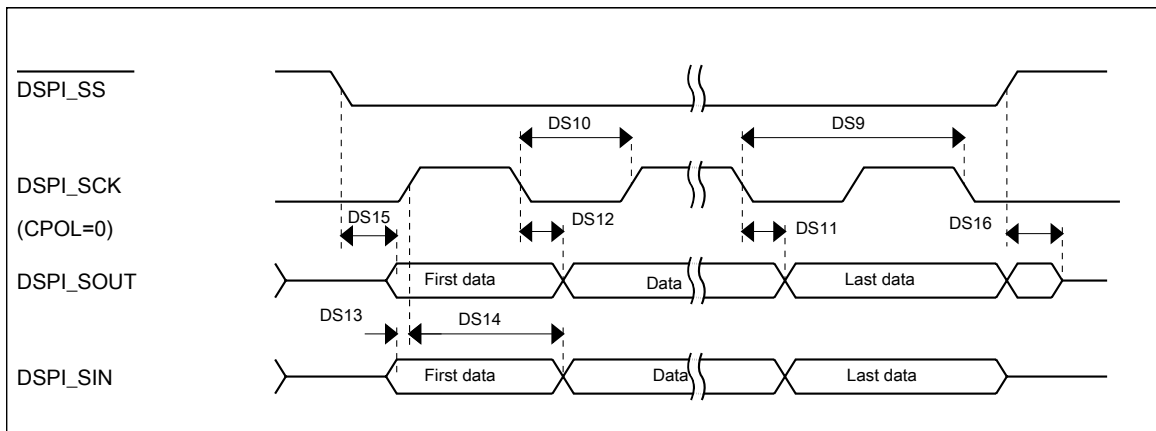 DSPI_SS
DS10
DS9
DSPI_SCK
(CPOL=0)
DS15
DS12
DS11
DS16
DSPI_SOUT
First data
Data
Last data
DS13
DS14
DSPI_SIN
First data
Data
Last data